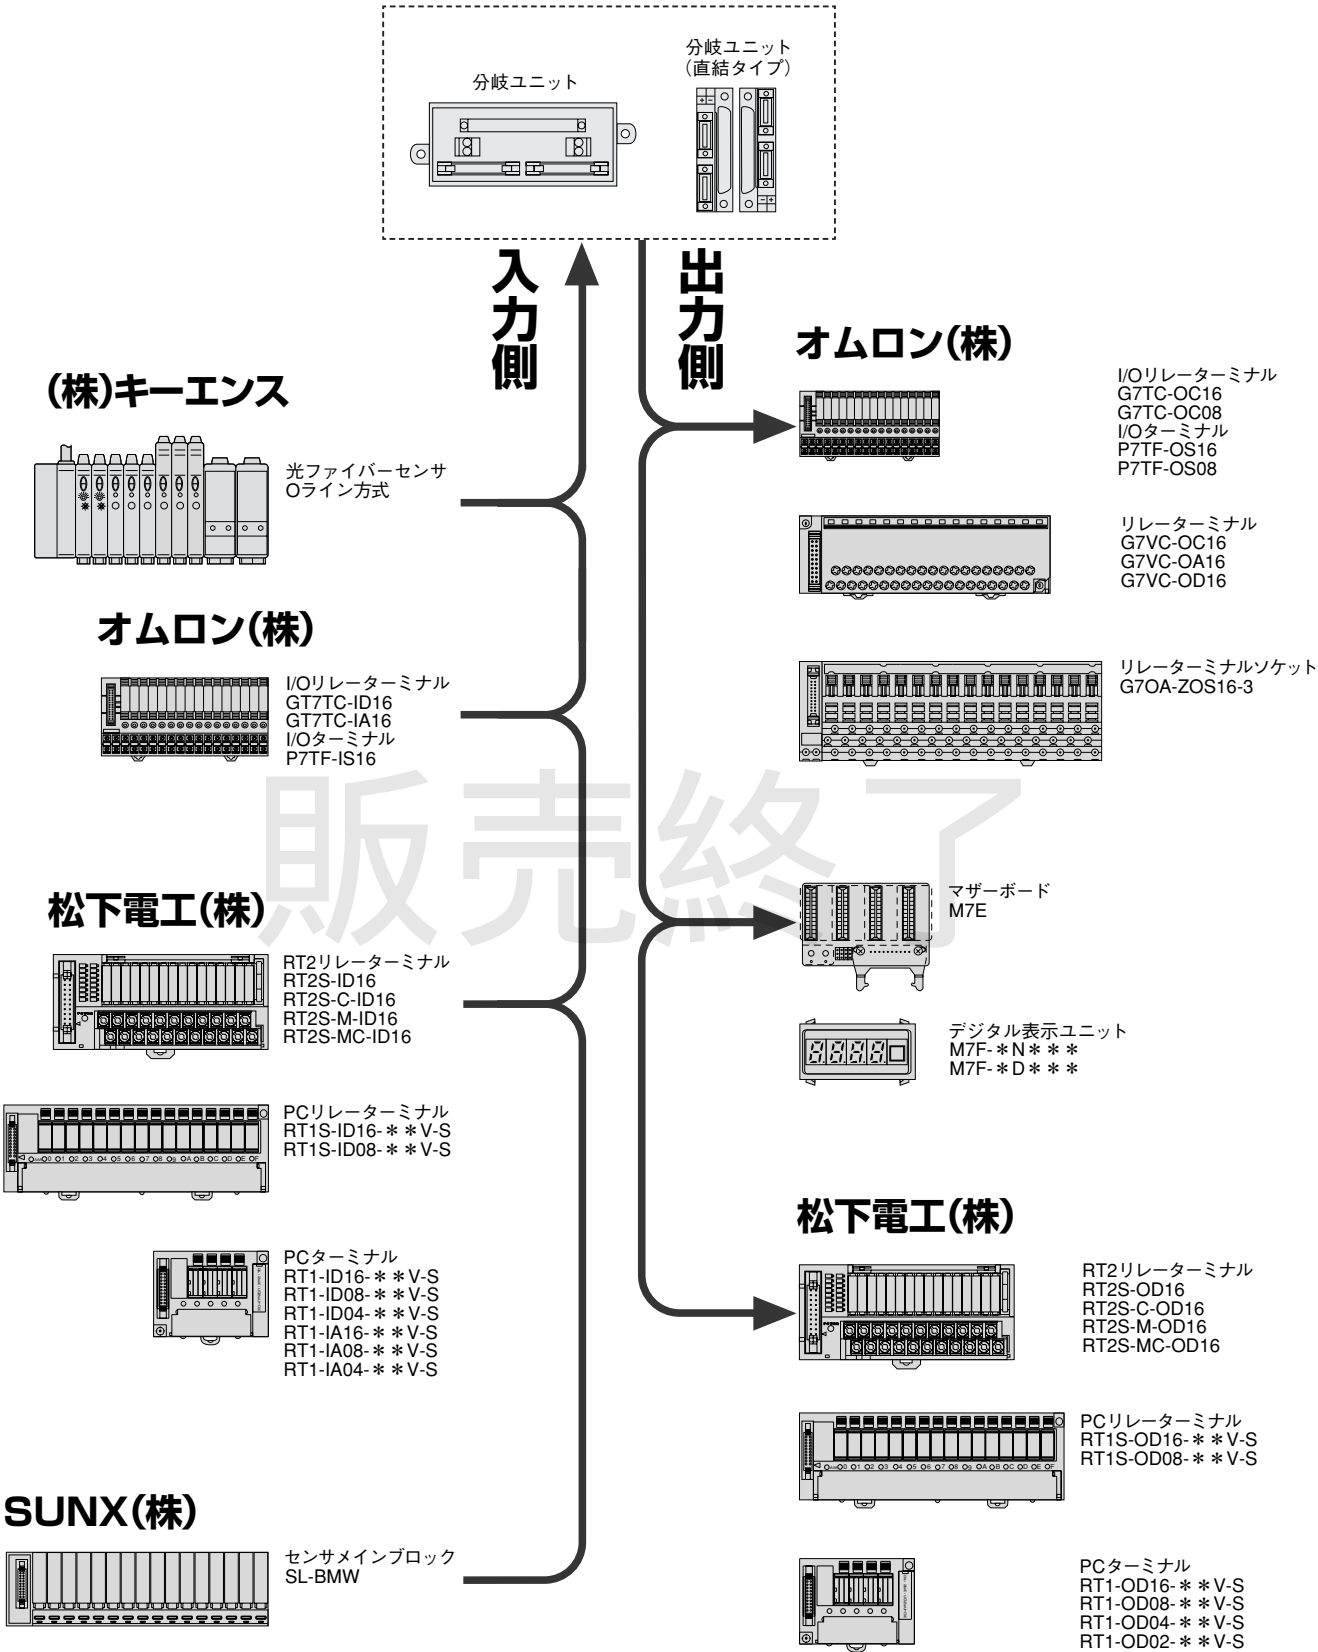 分岐ユニット
分岐ユニット
(直結タイプ)
入力側
出力側
(株)キーエンス
光ファイバーセンサ
Oライン方式
オムロン(株)
I/Oリレーターミナル
GT7TC-ID16
GT7TC-IA16
I/Oターミナル
P7TF-IS16
松下電工(株)
RT2リレーターミナル
RT2S-ID16
RT2S-C-ID16
RT2S-M-ID16
RT2S-MC-ID16
PCリレーターミナル
RT1S-ID16-＊＊V-S
RT1S-ID08-＊＊V-S
PCターミナル
RT1-ID16-＊＊V-S
RT1-ID08-＊＊V-S
RT1-ID04-＊＊V-S
RT1-IA16-＊＊V-S
RT1-IA08-＊＊V-S
RT1-IA04-＊＊V-S
SUNX(株)
センサメインブロック
SL-BMW
オムロン(株)
I/Oリレーターミナル
G7TC-OC16
G7TC-OC08
I/Oターミナル
P7TF-OS16
P7TF-OS08
リレーターミナル
G7VC-OC16
G7VC-OA16
G7VC-OD16
リレーターミナルソケット
G7OA-ZOS16-3
マザーボード
M7E
デジタル表示ユニット
M7F-＊N＊＊＊
M7F-＊D＊＊＊
松下電工(株)
RT2リレーターミナル
RT2S-OD16
RT2S-C-OD16
RT2S-M-OD16
RT2S-MC-OD16
PCリレーターミナル
RT1S-OD16-＊＊V-S
RT1S-OD08-＊＊V-S
PCターミナル
RT1-OD16-＊＊V-S
RT1-OD08-＊＊V-S
RT1-OD04-＊＊V-S
RT1-OD02-＊＊V-S
販売終了